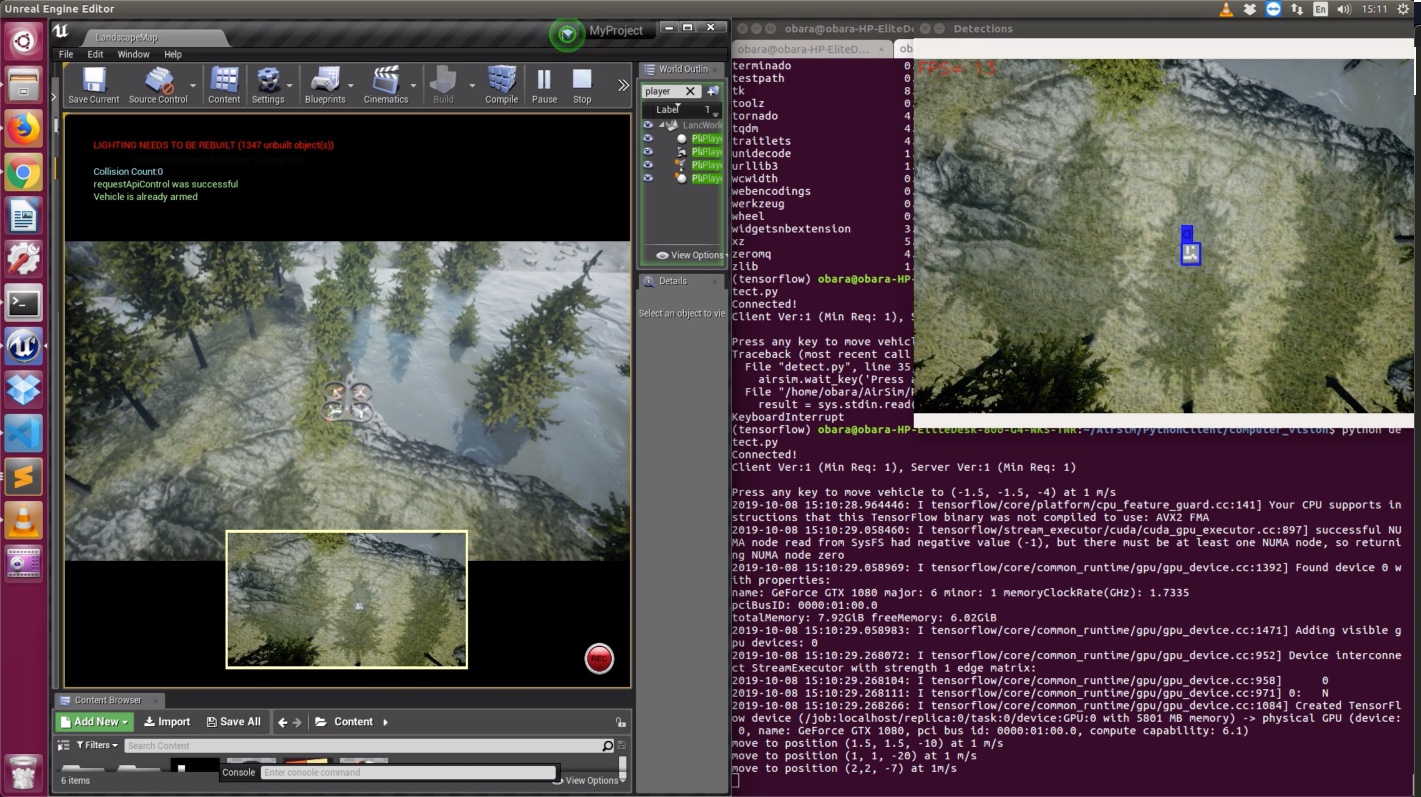 Unreal Engine Editor
En
15:11
LandscapeMap
MyProject
File Edit Window Help
Save Current Source Control Content Settings Blueprints Cinematics Build Compile Pause Stop
LIGHTING NEEDS TO BE REBUILT (1347 unbuilt object(s))
Collision Count:0
requestApiControl was successful
Vehicle is already armed
REC
World Outlin
player
Label
View Options
Details
Select an object to vie
Content Browser
Add New Import Save All Content
Filters Search Content
6 items
Console Enter console command
View Options
obara@obara-HP-EliteDe
Detections
obara@obara-HP-EliteD... × ob
FPS= 13
terminado 0.
testpath 0.
tk 8.
toolz 0.
tornado 4.
tqdm 4.
traitlets 4.
unidecode 1.
urllib3 1.
wcwidth 0.
webencodings 0.
werkzeug 0.
wheel 0.
widgetsnbextension 3.
xz 5.
zeromq 4.
zlib 1.
(tensorflow) obara@obara-HP-
tect.py
Connected!
Client Ver:1 (Min Req: 1), S
Press any key to move vehicl
Traceback (most recent call
File "detect.py", line 35,
airsim.wait_key('Press a
File "/home/obara/AirSim/P
result = sys.stdin.read(
KeyboardInterrupt
(tensorflow) obara@obara-HP-EliteDesk-800-G4-WKS-TWR:~/AirSim/PythonClient/computer_vision$ python de
tect.py
Connected!
Client Ver:1 (Min Req: 1), Server Ver:1 (Min Req: 1)
Press any key to move vehicle to (-1.5, -1.5, -4) at 1 m/s
2019-10-08 15:10:28.964446: I tensorflow/core/platform/cpu_feature_guard.cc:141] Your CPU supports in
structions that this TensorFlow binary was not compiled to use: AVX2 FMA
2019-10-08 15:10:29.058460: I tensorflow/stream_executor/cuda/cuda_gpu_executor.cc:897] successful NU
MA node read from SysFS had negative value (-1), but there must be at least one NUMA node, so returni
ng NUMA node zero
2019-10-08 15:10:29.058969: I tensorflow/core/common_runtime/gpu/gpu_device.cc:1392] Found device 0 w
ith properties:
name: GeForce GTX 1080 major: 6 minor: 1 memoryClockRate(GHz): 1.7335
pciBusID: 0000:01:00.0
totalMemory: 7.92GiB freeMemory: 6.02GiB
2019-10-08 15:10:29.058983: I tensorflow/core/common_runtime/gpu/gpu_device.cc:1471] Adding visible g
pu devices: 0
2019-10-08 15:10:29.268072: I tensorflow/core/common_runtime/gpu/gpu_device.cc:952] Device interconne
ct StreamExecutor with strength 1 edge matrix:
2019-10-08 15:10:29.268104: I tensorflow/core/common_runtime/gpu/gpu_device.cc:958] 0
2019-10-08 15:10:29.268111: I tensorflow/core/common_runtime/gpu/gpu_device.cc:971] 0: N
2019-10-08 15:10:29.268266: I tensorflow/core/common_runtime/gpu/gpu_device.cc:1084] Created TensorFl
ow device (/job:localhost/replica:0/task:0/device:GPU:0 with 5801 MB memory) -> physical GPU (device:
0, name: GeForce GTX 1080, pci bus id: 0000:01:00.0, compute capability: 6.1)
move to position (1.5, 1.5, -10) at 1 m/s
move to position (1, 1, -20) at 1 m/s
move to position (2,2, -7) at 1m/s